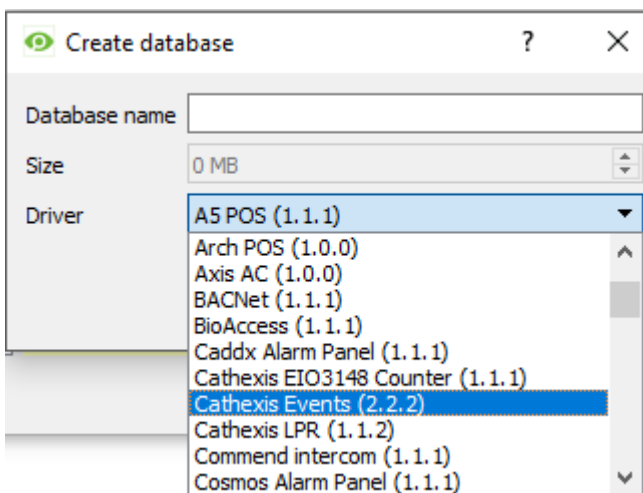 Create database
?
Database name
Size 0 MB
Driver A5 POS (1.1.1)
Arch POS (1.0.0)
Axis AC (1.0.0)
BACNet (1.1.1)
BioAccess (1.1.1)
Caddx Alarm Panel (1.1.1)
Cathexis EIO3148 Counter (1.1.1)
Cathexis Events (2.2.2)
Cathexis LPR (1.1.2)
Commend intercom (1.1.1)
Cosmos Alarm Panel (1.1.1)